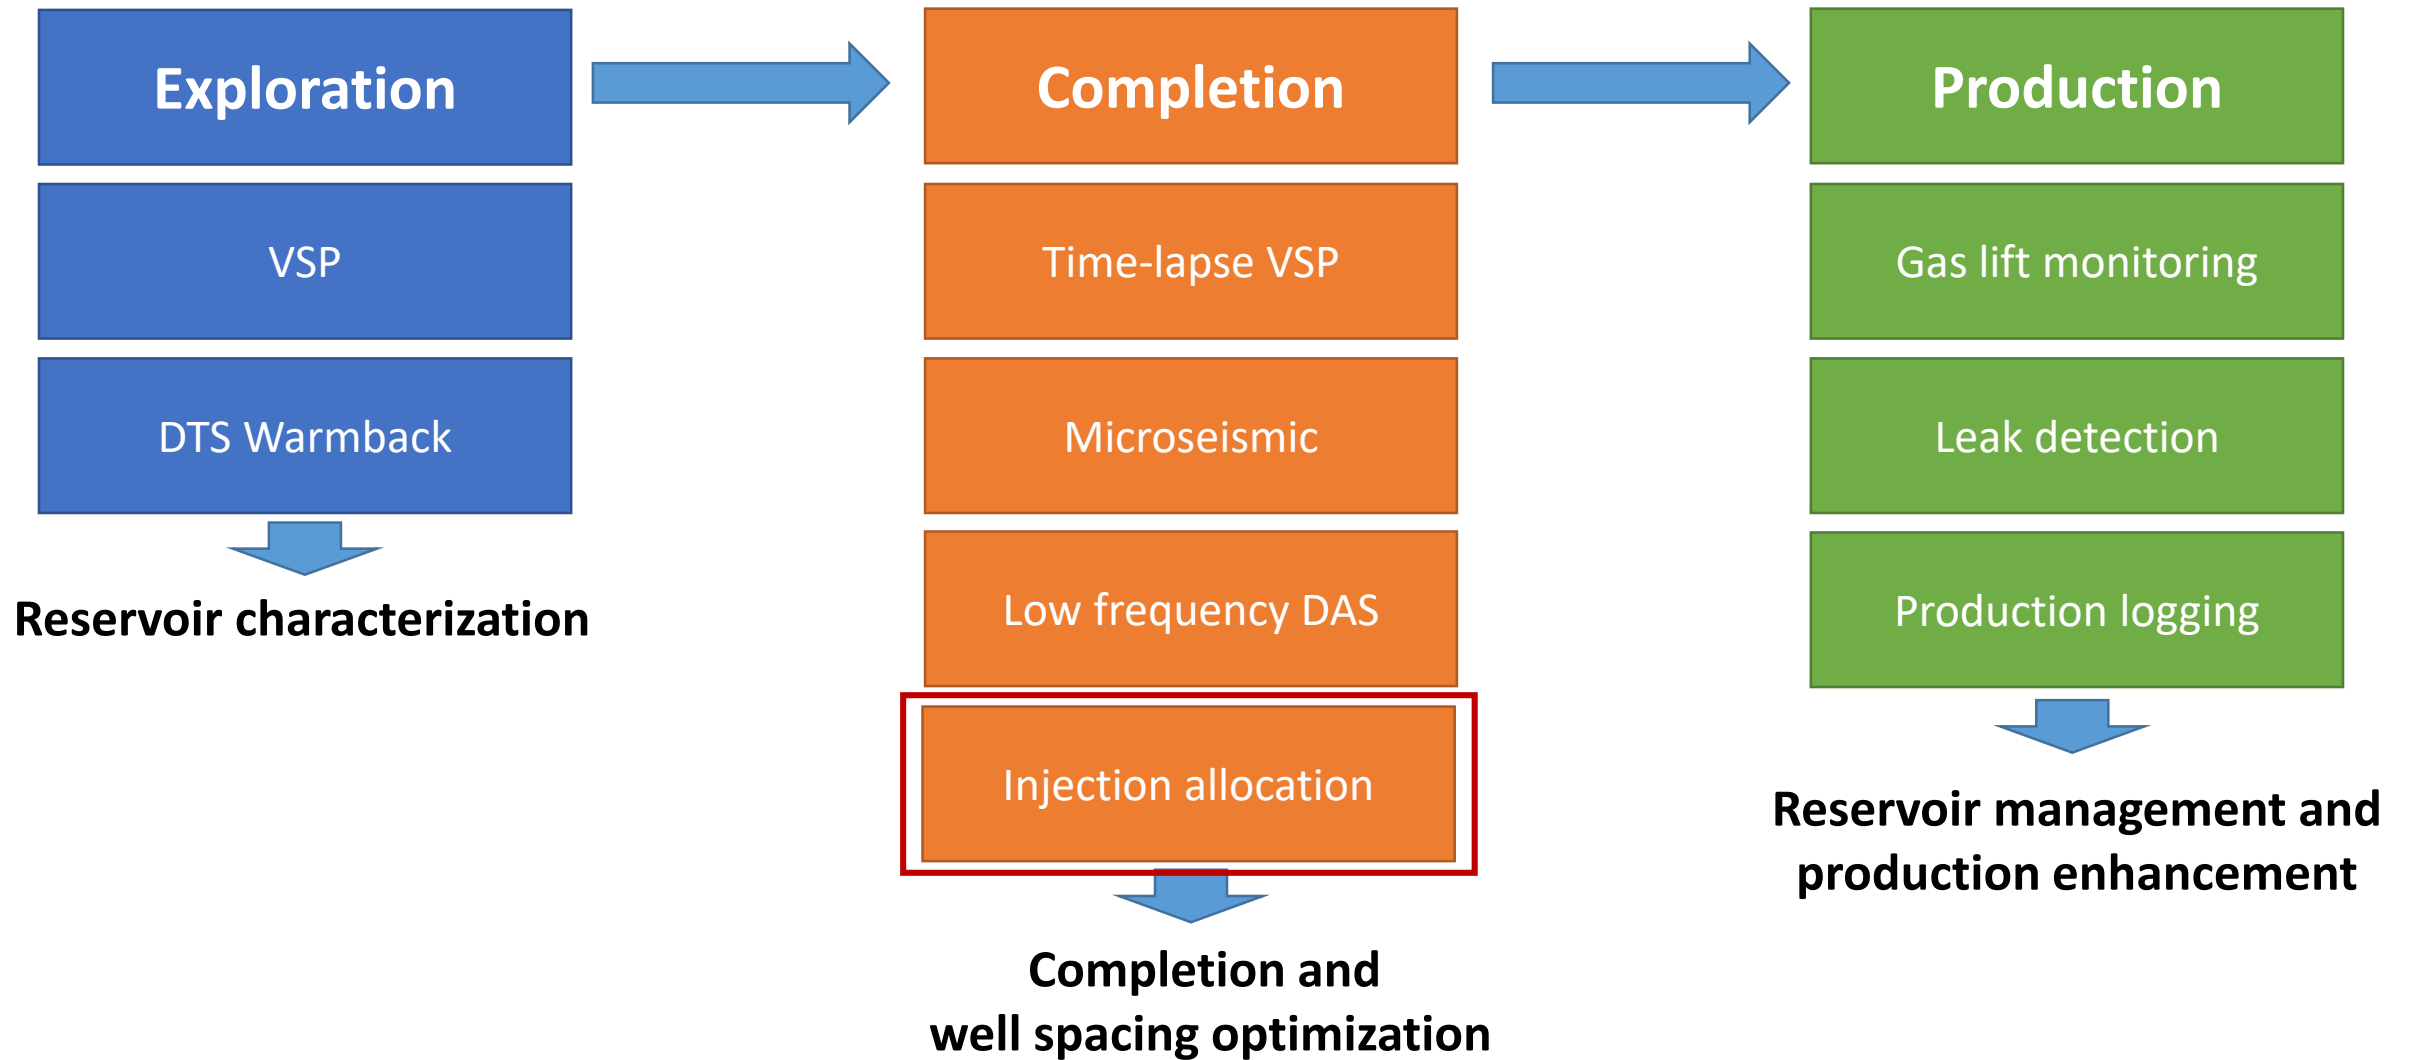 Exploration
VSP
DTS Warmback
Reservoir characterization
Completion
Time-lapse VSP
Microseismic
Low frequency DAS
Injection allocation
Completion and
well spacing optimization
Production
Gas lift monitoring
Leak detection
Production logging
Reservoir management and
production enhancement